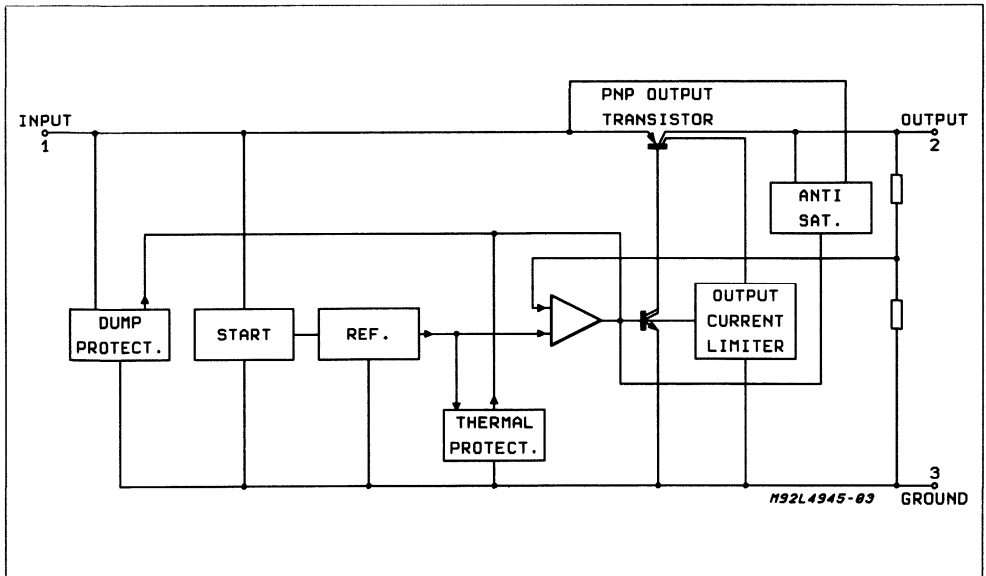 PNP OUTPUT
TRANSISTOR
INPUT
1
OUTPUT
2
ANTI
SAT.
DUMP
PROTECT.
START
REF.
OUTPUT
CURRENT
LIMITER
THERMAL
PROTECT.
3
M92L4945-03
GROUND